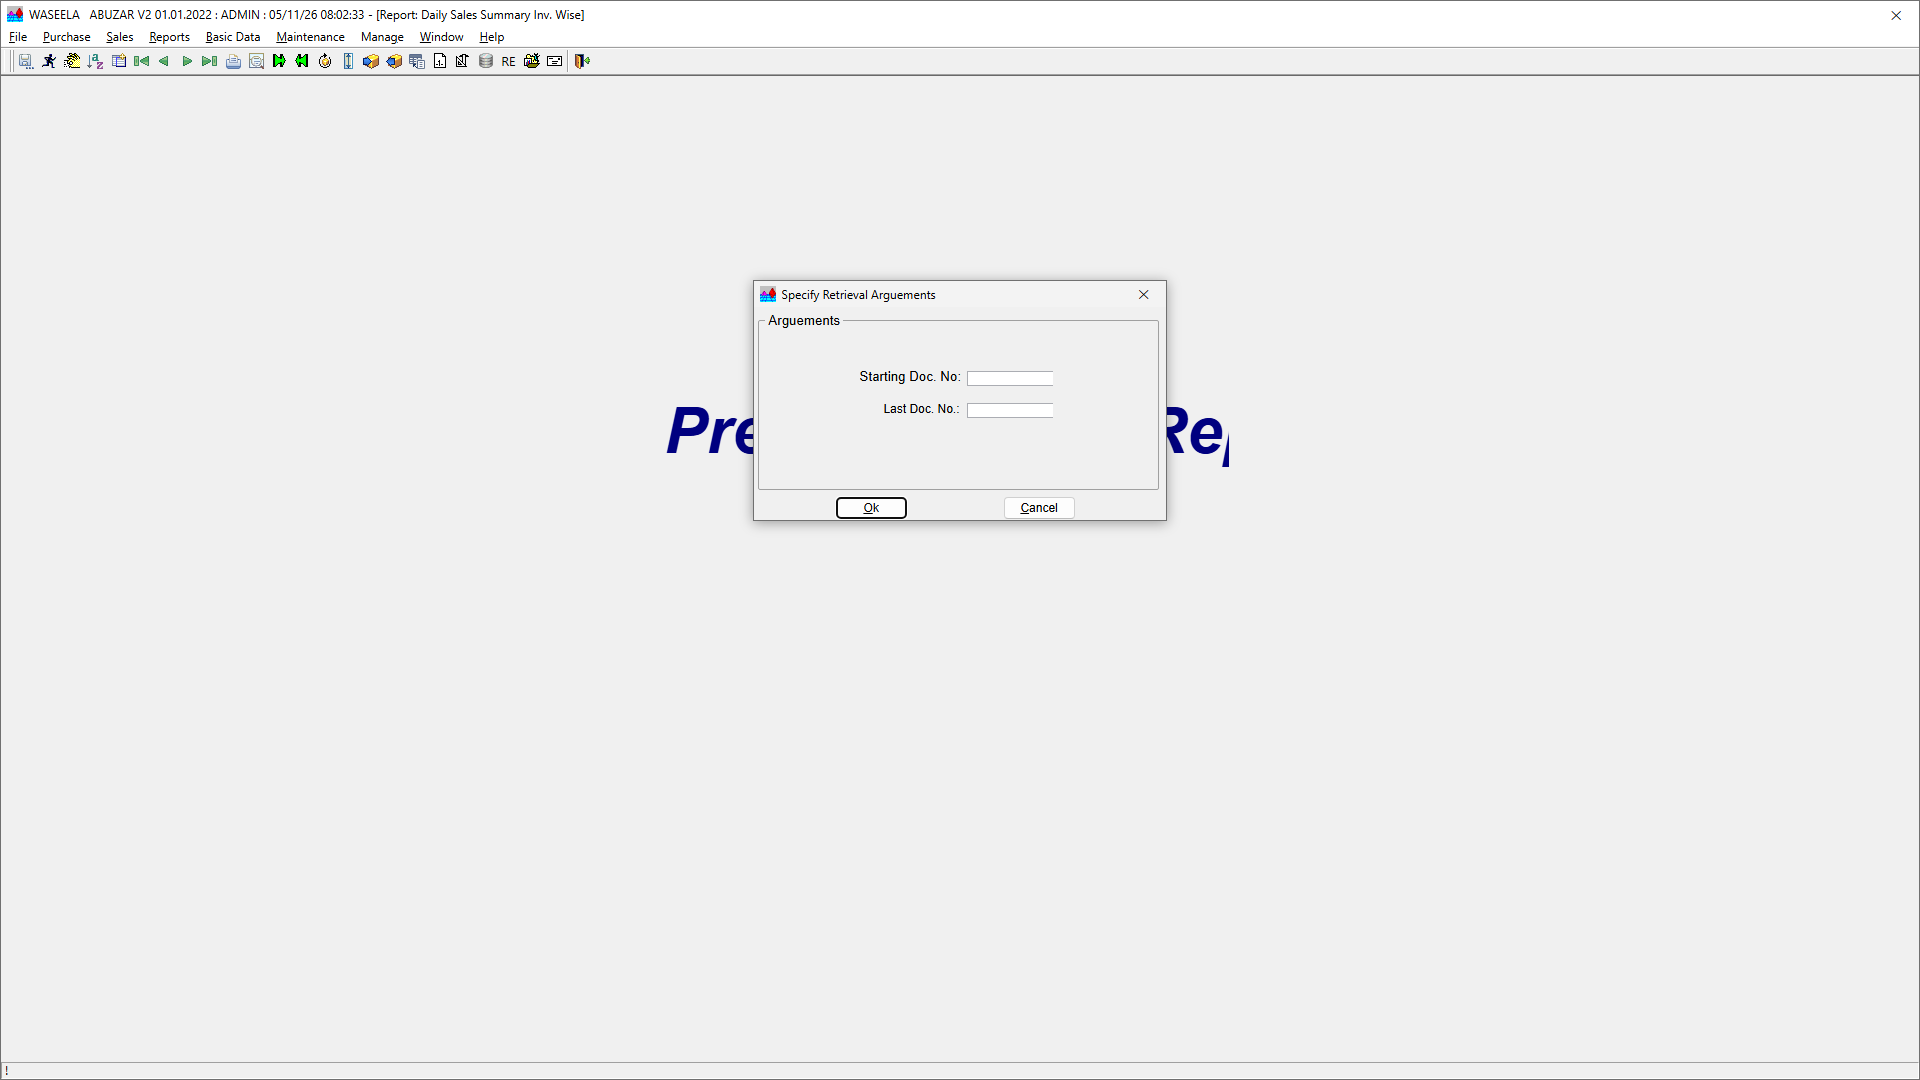 WASEELA   ABUZAR V2 01.01.2022 : ADMIN : 05/11/26 08:02:33 - [Report: Daily Sales Summary Inv. Wise]
File Purchase Sales Reports Basic Data Maintenance Manage Window Help
RE
Specify Retrieval Arguements
Arguements
Starting Doc. No:
Last Doc. No.:
Pre Rep
Ok Cancel
!